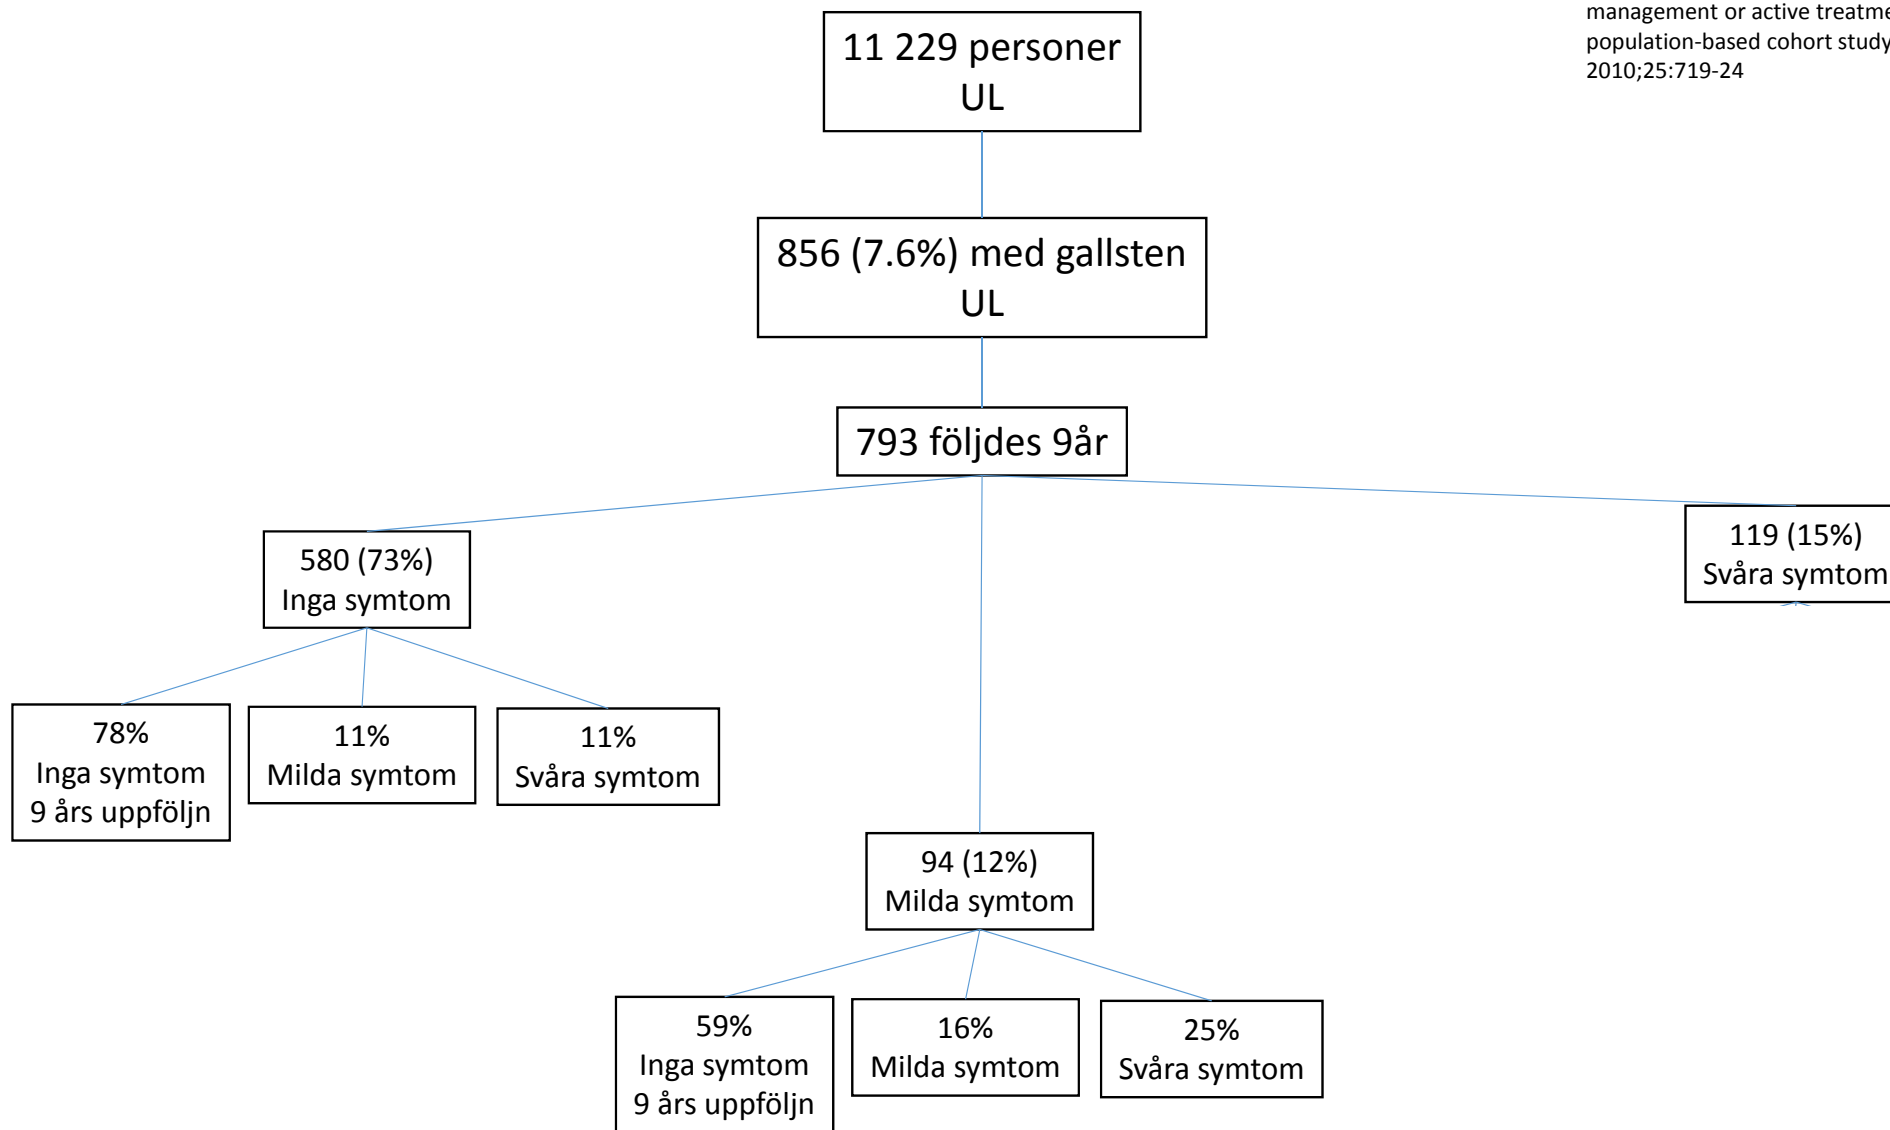 management or active treatme
population-based cohort study
2010;25:719-24
11 229 personer
UL
856 (7.6%) med gallsten
UL
793 följdes 9år
580 (73%)
Inga symtom
119 (15%)
Svåra symtom
78%
Inga symtom
9 års uppföljn
11%
Milda symtom
11%
Svåra symtom
94 (12%)
Milda symtom
59%
Inga symtom
9 års uppföljn
16%
Milda symtom
25%
Svåra symtom